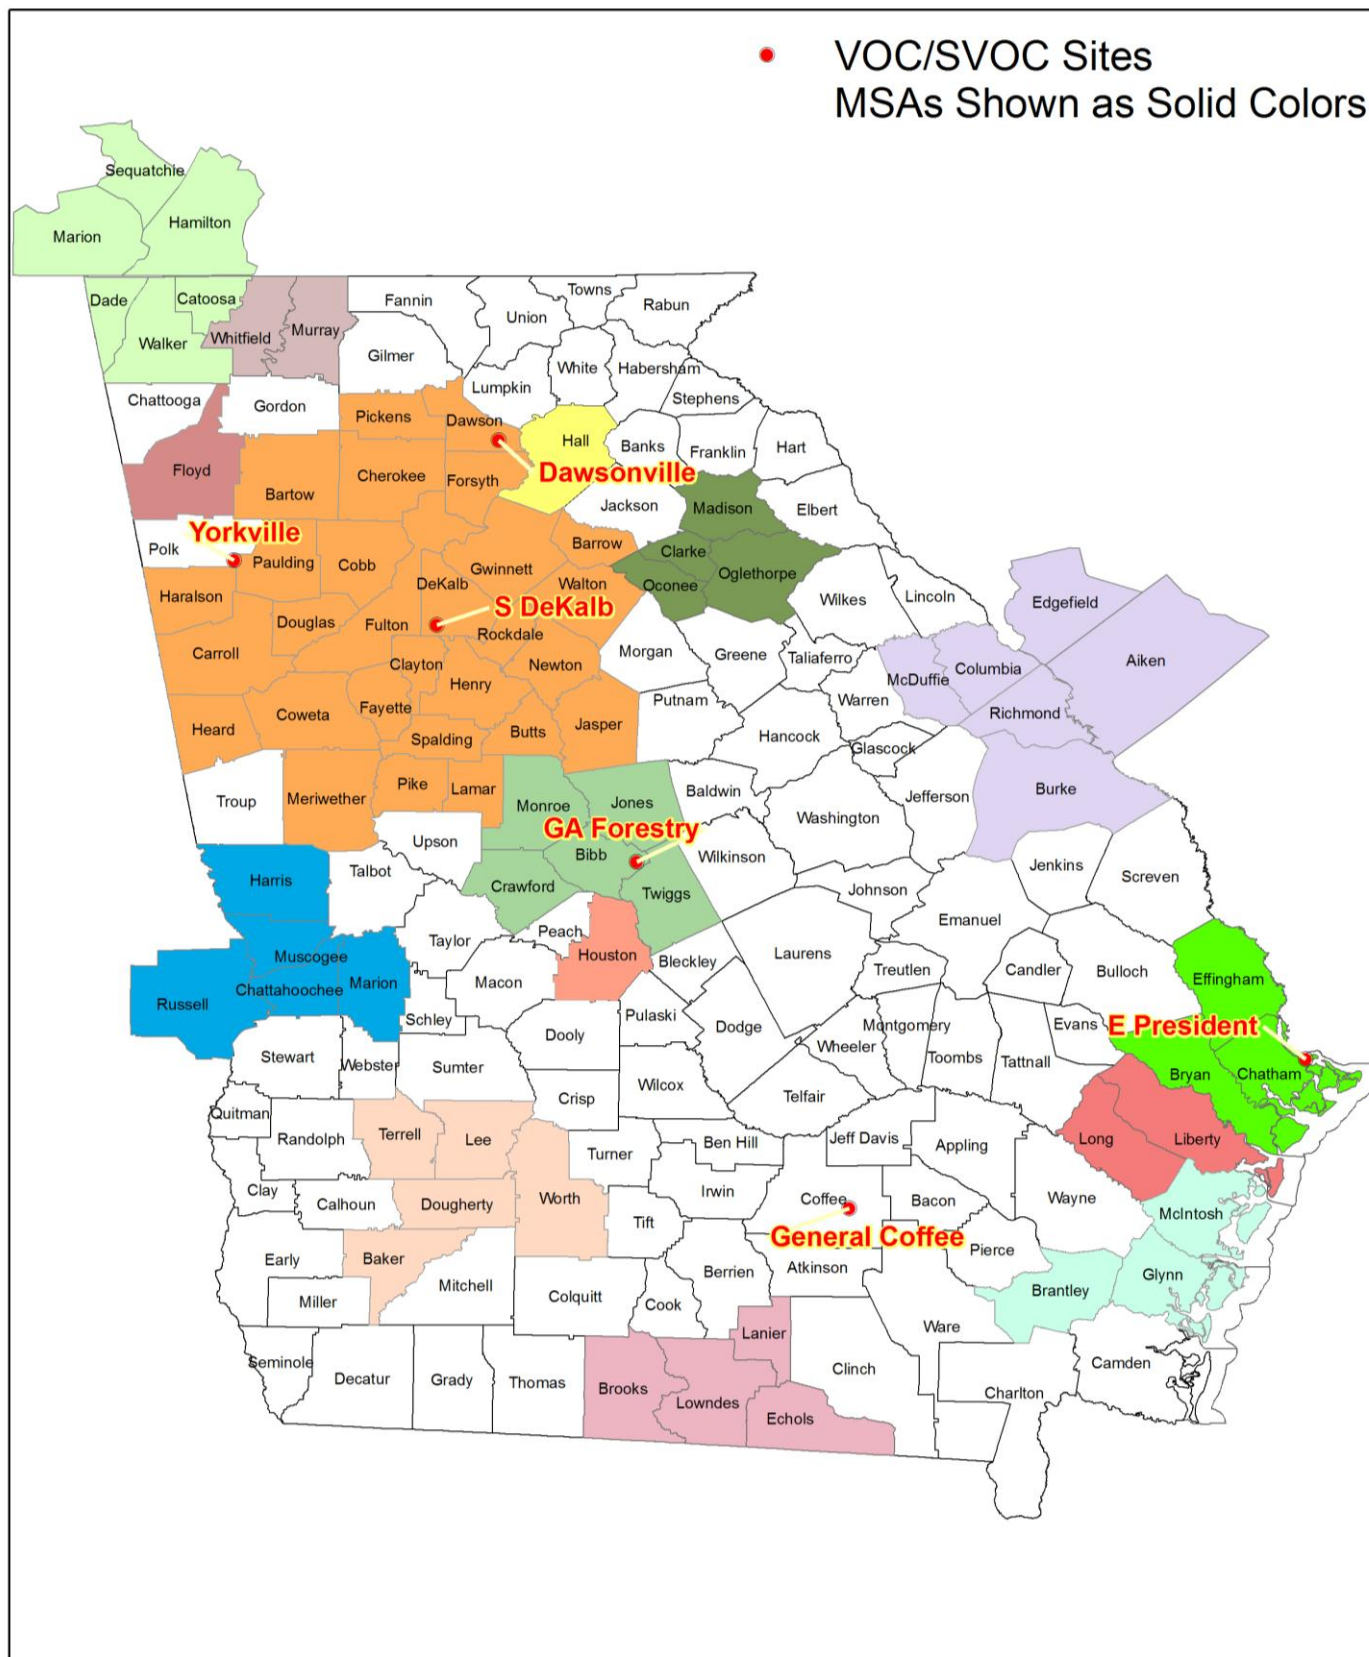 VOC/SVOC Sites
MSAs Shown as Solid Colors
Sequatchie
Hamilton
Marion
Dade
Catoosa
Walker
Whitfield
Murray
Fannin
Union
Towns
Rabun
Gilmer
White
Habersham
Lumpkin
Stephens
Chattooga
Gordon
Pickens
Dawson
Hall
Banks
Franklin
Hart
Floyd
Bartow
Cherokee
Forsyth
Dawsonville
Jackson
Madison
Elbert
Yorkville
Polk
Paulding
Cobb
DeKalb
Gwinnett
Barrow
Clarke
Oconee
Oglethorpe
Walton
Haralson
Douglas
Fulton
S DeKalb
Rockdale
Wilkes
Lincoln
Edgefield
Carroll
Clayton
Newton
Morgan
Greene
Taliaferro
McDuffie
Columbia
Aiken
Henry
Heard
Coweta
Fayette
Spalding
Butts
Jasper
Putnam
Hancock
Warren
Richmond
Glascock
Troup
Meriwether
Pike
Lamar
Monroe
Jones
Baldwin
Washington
Jefferson
Burke
GA Forestry
Upson
Bibb
Wilkinson
Harris
Talbot
Crawford
Twiggs
Johnson
Jenkins
Screven
Emanuel
Peach
Taylor
Houston
Bleckley
Laurens
Muscogee
Chattahoochee
Marion
Russell
Macon
Treutlen
Candler
Bulloch
Effingham
Schley
Dooly
Pulaski
Dodge
Wheeler
Montgomery
Toombs
Tattnall
Evans
E President
Stewart
Webster
Sumter
Bryan
Chatham
Crisp
Wilcox
Telfair
Quitman
Randolph
Terrell
Lee
Turner
Ben Hill
Jeff Davis
Appling
Long
Liberty
Clay
Calhoun
Dougherty
Worth
Irwin
Tift
Coffee
Bacon
Wayne
McIntosh
General Coffee
Early
Baker
Mitchell
Berrien
Atkinson
Pierce
Brantley
Glynn
Miller
Colquitt
Cook
Lanier
Ware
Seminole
Decatur
Grady
Thomas
Brooks
Lowndes
Echols
Clinch
Charlton
Camden